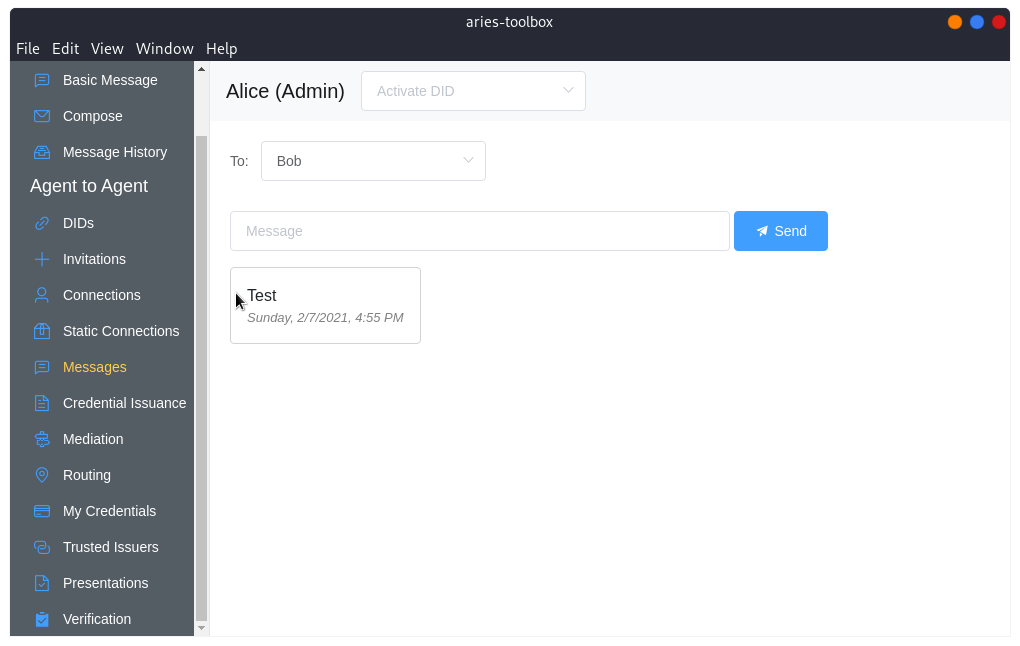 aries-toolbox
File Edit View Window Help
Basic Message
Compose
Message History
Agent to Agent
DIDs
Invitations
Connections
Static Connections
Messages
Credential Issuance
Mediation
Routing
My Credentials
Trusted Issuers
Presentations
Verification
Alice (Admin) Activate DID
To: Bob
Message Send
Test
Sunday, 2/7/2021, 4:55 PM